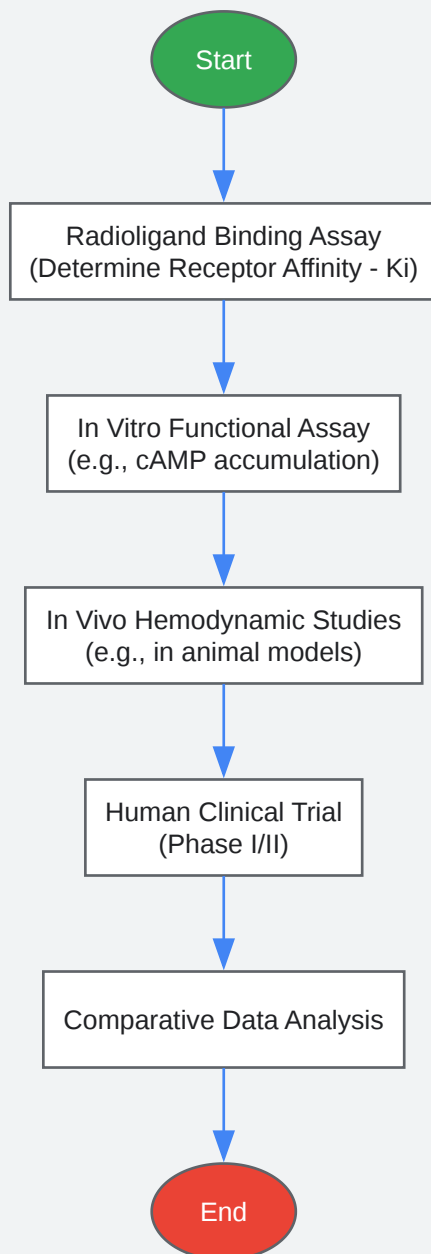 Start
Radioligand Binding Assay
(Determine Receptor Affinity - Ki)
In Vitro Functional Assay
(e.g., cAMP accumulation)
In Vivo Hemodynamic Studies
(e.g., in animal models)
Human Clinical Trial
(Phase I/II)
Comparative Data Analysis
End